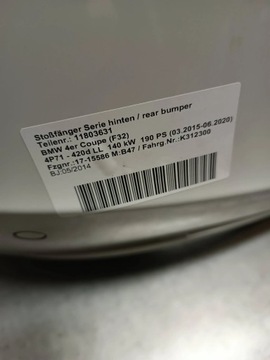 Stoßfänger Serie hinten / rear bumper
Teilenr.: 11803631
BMW 4er Coupe (F32)
4P71 - 420d LL  140 kW  190 PS (03.2015-06.2020)
Fzgnr.:17-15586 M:B47 / Fahrg.Nr.:K312300
BJ:05/2014